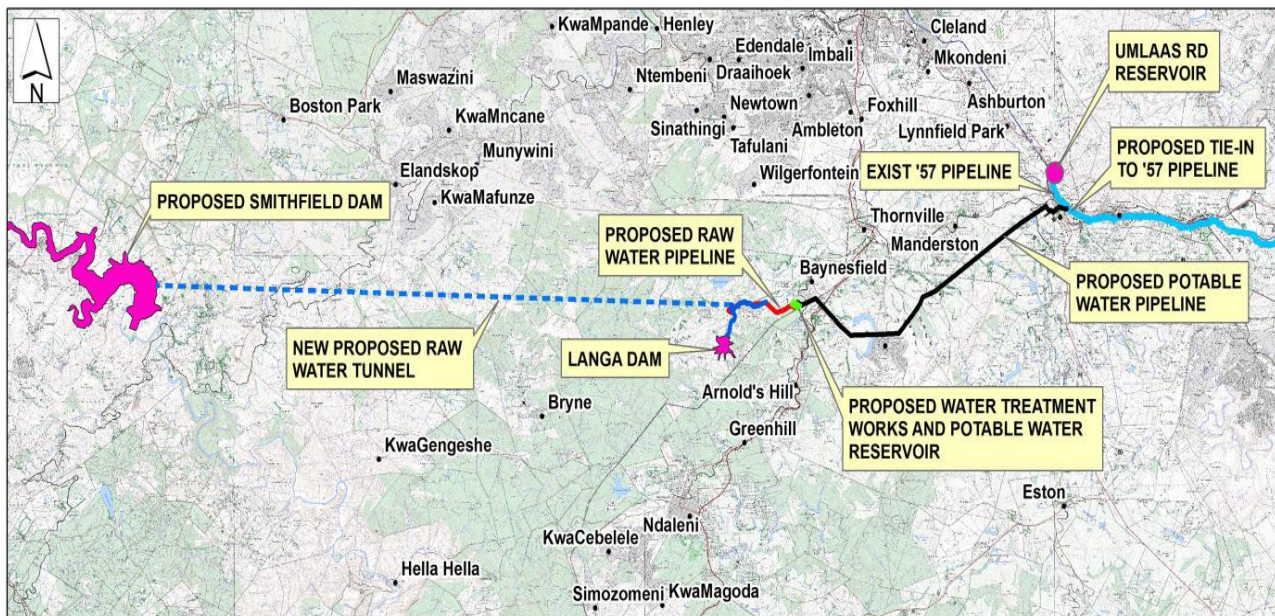 KwaMpande
Henley
Cleland
Edendale
Imbali
Mkondeni
UMLAAS RD
RESERVOIR
N
Maswazini
Ntembeni
Draaihoek
Boston Park
Newtown
Foxhill
Ashburton
KwaMncane
Sinathingi
Ambleton
Lynnfield Park
Tafulani
Munywini
Wilgerfontein
EXIST '57 PIPELINE
PROPOSED TIE-IN
TO '57 PIPELINE
Elandskop
PROPOSED SMITHFIELD DAM
KwaMafunze
Thornville
PROPOSED RAW
WATER PIPELINE
Manderston
Baynesfield
PROPOSED POTABLE
WATER PIPELINE
NEW PROPOSED RAW
WATER TUNNEL
LANGA DAM
Arnold's Hill
Bryne
PROPOSED WATER TREATMENT
WORKS AND POTABLE WATER
RESERVOIR
Greenhill
KwaGengeshe
Eston
Ndaleni
KwaCebelele
Hella Hella
Simozomeni
KwaMagoda